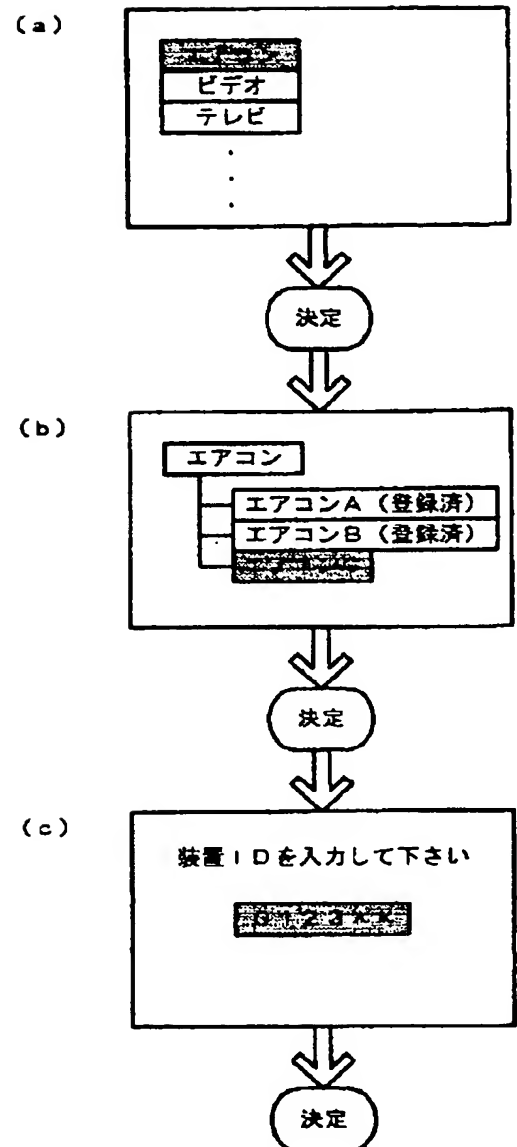 (a)
ビデオ
テレビ
決定
(b)
エアコン
エアコンA(登録済)
エアコンB(登録済)
決定
(c)
装置IDを入力して下さい
0123**
決定